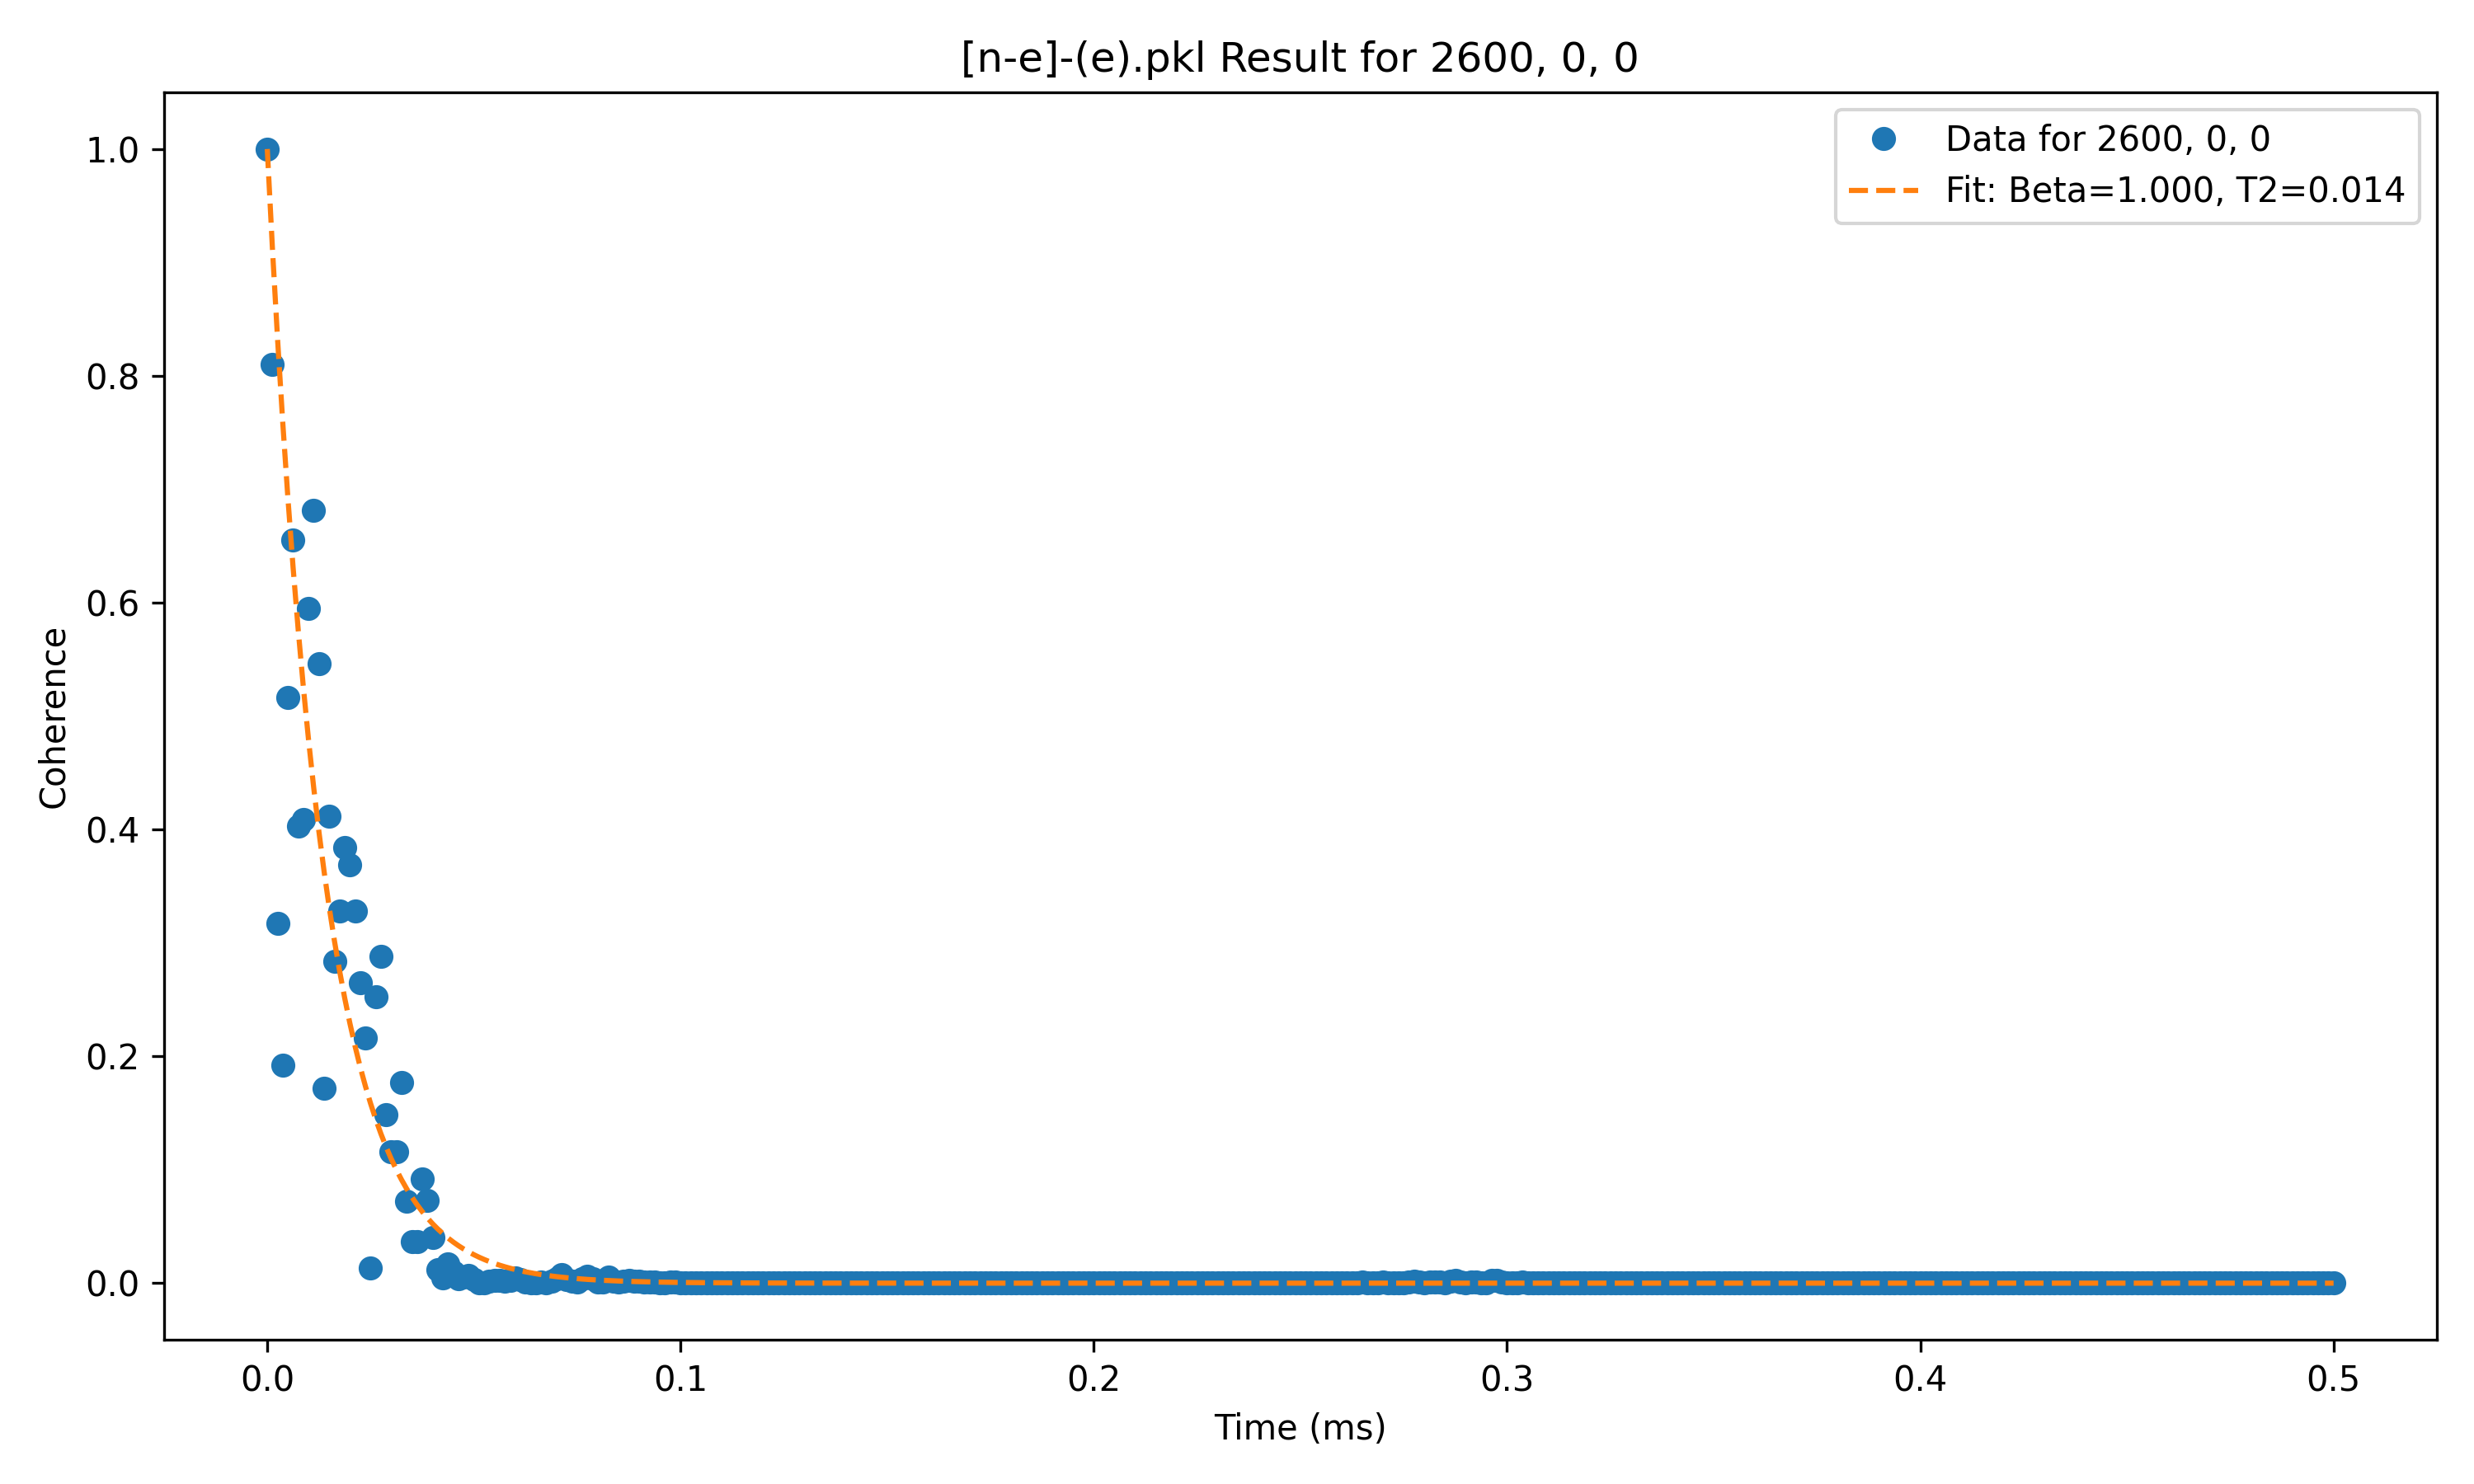 [n-e]-(e).pkl Result for 2600, 0, 0
Data for 2600, 0, 0
Fit: Beta=1.000, T2=0.014
Coherence
1.0
0.8
0.6
0.4
0.2
0.0
0.0 0.1 0.2 0.3 0.4 0.5
Time (ms)